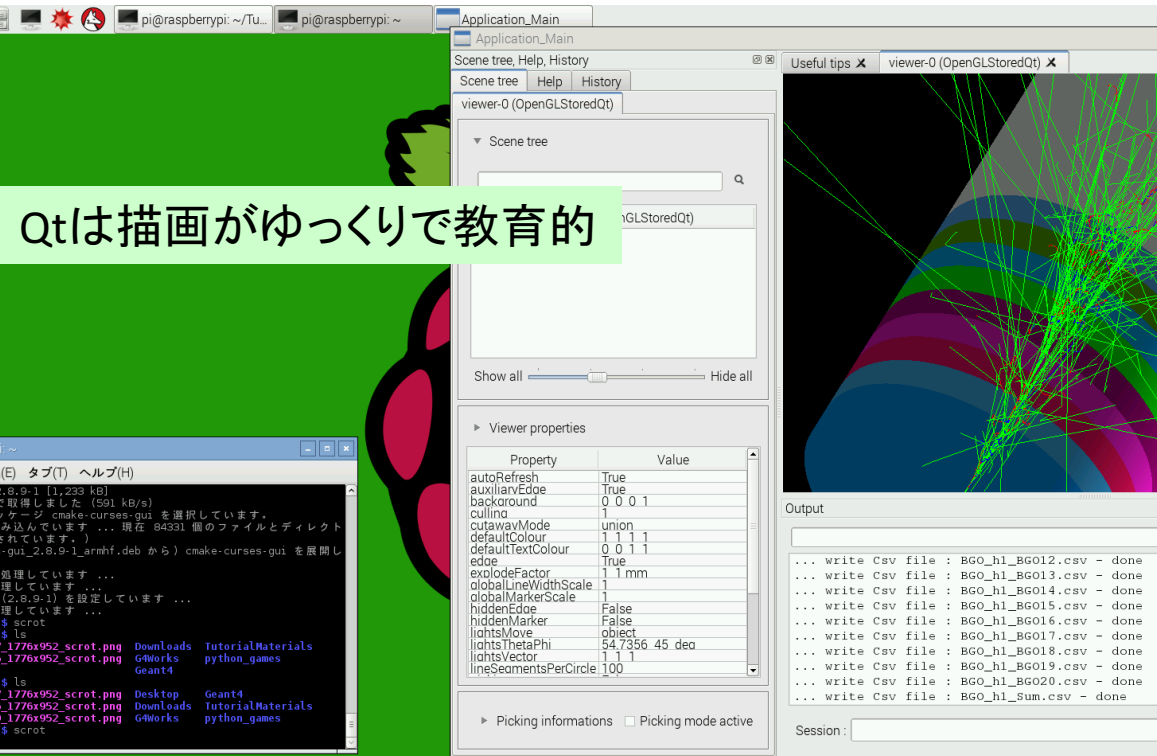 pi@raspberrypi: ~/Tu...
pi@raspberrypi: ~
Application_Main
Application_Main
Scene tree, Help, History
Scene tree
Help
History
viewer-0 (OpenGLStoredQt)
Scene tree
nGLStoredQt)
Show all
Hide all
Viewer properties
Property Value
autoRefresh True
auxiliaryEdge True
background 0 0 0 1
culling 1
cutawayMode union
defaultColour 1 1 1 1
defaultTextColour 0 0 1 1
edge True
explodeFactor 1 1 mm
globalLineWidthScale 1
globalMarkerScale 1
hiddenEdge False
hiddenMarker False
lightsMove object
lightsThetaPhi 54.7356 45 deg
lightsVector 1 1 1
lineSegmentsPerCircle 100
Picking informations
Picking mode active
Useful tips
viewer-0 (OpenGLStoredQt)
Output
... write Csv file : BGO_h1_BGO12.csv - done
... write Csv file : BGO_h1_BGO13.csv - done
... write Csv file : BGO_h1_BGO14.csv - done
... write Csv file : BGO_h1_BGO15.csv - done
... write Csv file : BGO_h1_BGO16.csv - done
... write Csv file : BGO_h1_BGO17.csv - done
... write Csv file : BGO_h1_BGO18.csv - done
... write Csv file : BGO_h1_BGO19.csv - done
... write Csv file : BGO_h1_BGO20.csv - done
... write Csv file : BGO_h1_Sum.csv - done
Session :
Qtは描画がゆっくりで教育的
i: ~
(E) タブ(T) ヘルプ(H)
2.8.9-1 [1,233 kB]
で取得しました (591 kB/s)
ッケージ cmake-curses-gui を選択しています。
み込んでいます ... 現在 84331 個のファイルとディレクト
されています。)
s-gui_2.8.9-1_armhf.deb から) cmake-curses-gui を展開し
処理しています ...
理しています ...
(2.8.9-1) を設定しています ...
理しています ...
$ scrot
$ ls
_1776x952_scrot.png Downloads TutorialMaterials
_1776x952_scrot.png G4Works python_games
Geant4
$ ls
_1776x952_scrot.png Desktop Geant4
_1776x952_scrot.png Downloads TutorialMaterials
_1776x952_scrot.png G4Works python_games
$ scrot